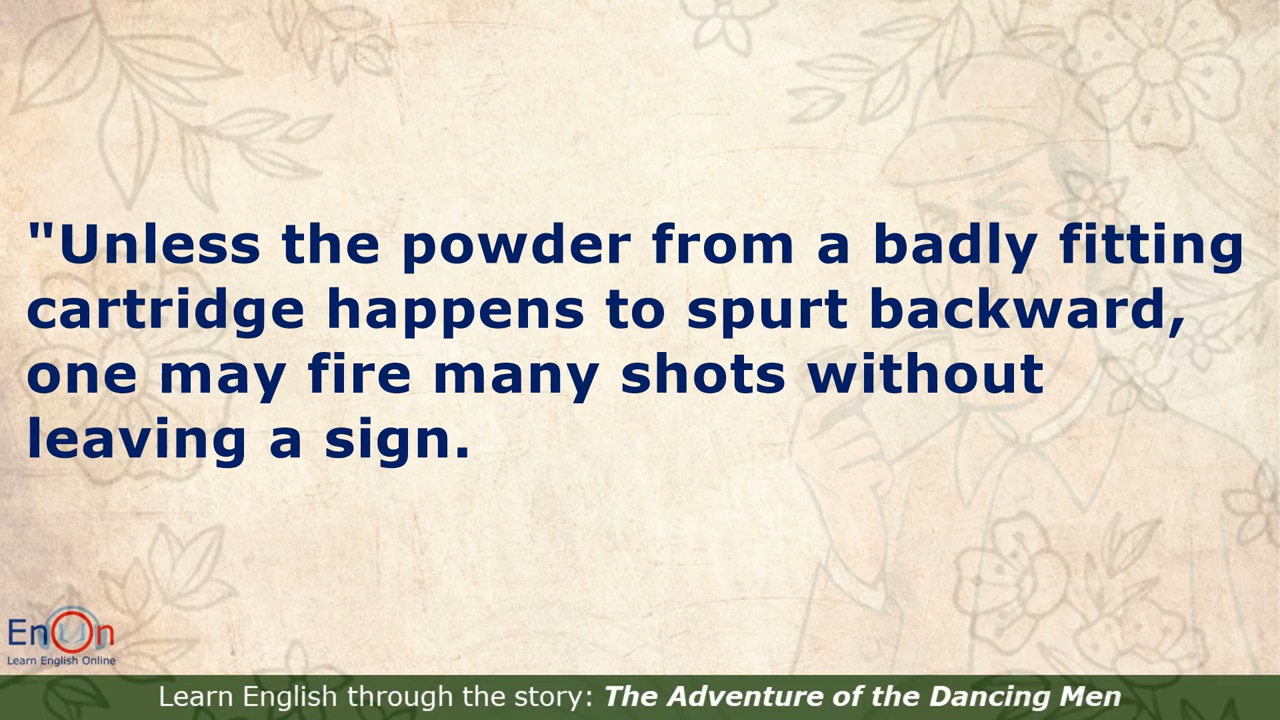 "Unless the powder from a badly fitting
cartridge happens to spurt backward,
one may fire many shots without
leaving a sign.
EnOn
Learn English Online
Learn English through the story: The Adventure of the Dancing Men